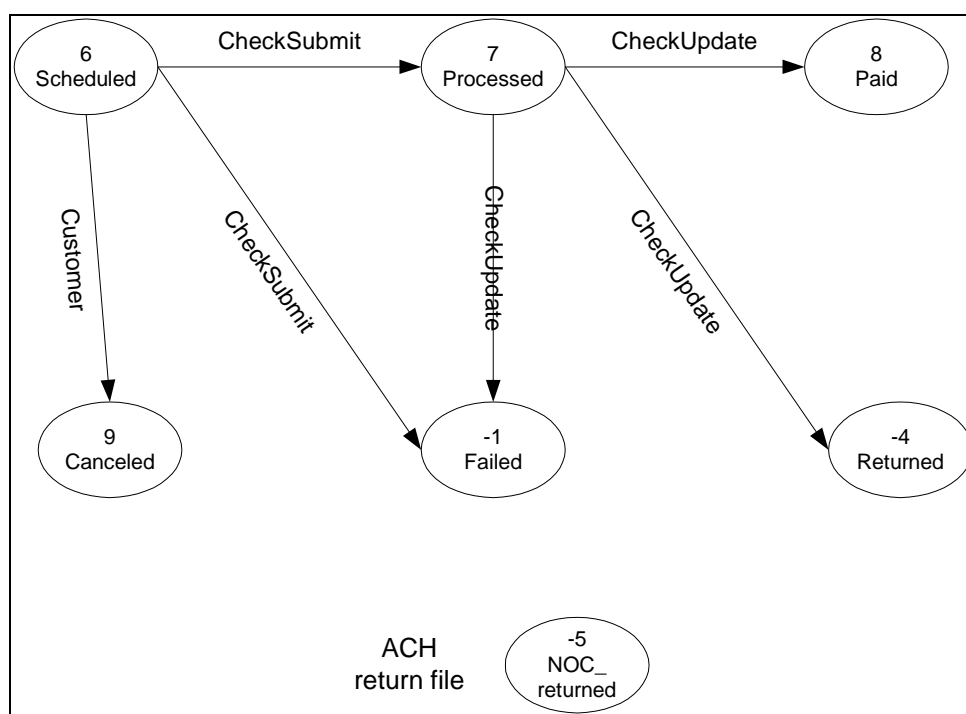 6
Scheduled
CheckSubmit
7
Processed
CheckUpdate
8
Paid
Customer
CheckSubmit
CheckUpdate
CheckUpdate
9
Canceled
-1
Failed
-4
Returned
ACH
return file
-5
NOC_
returned